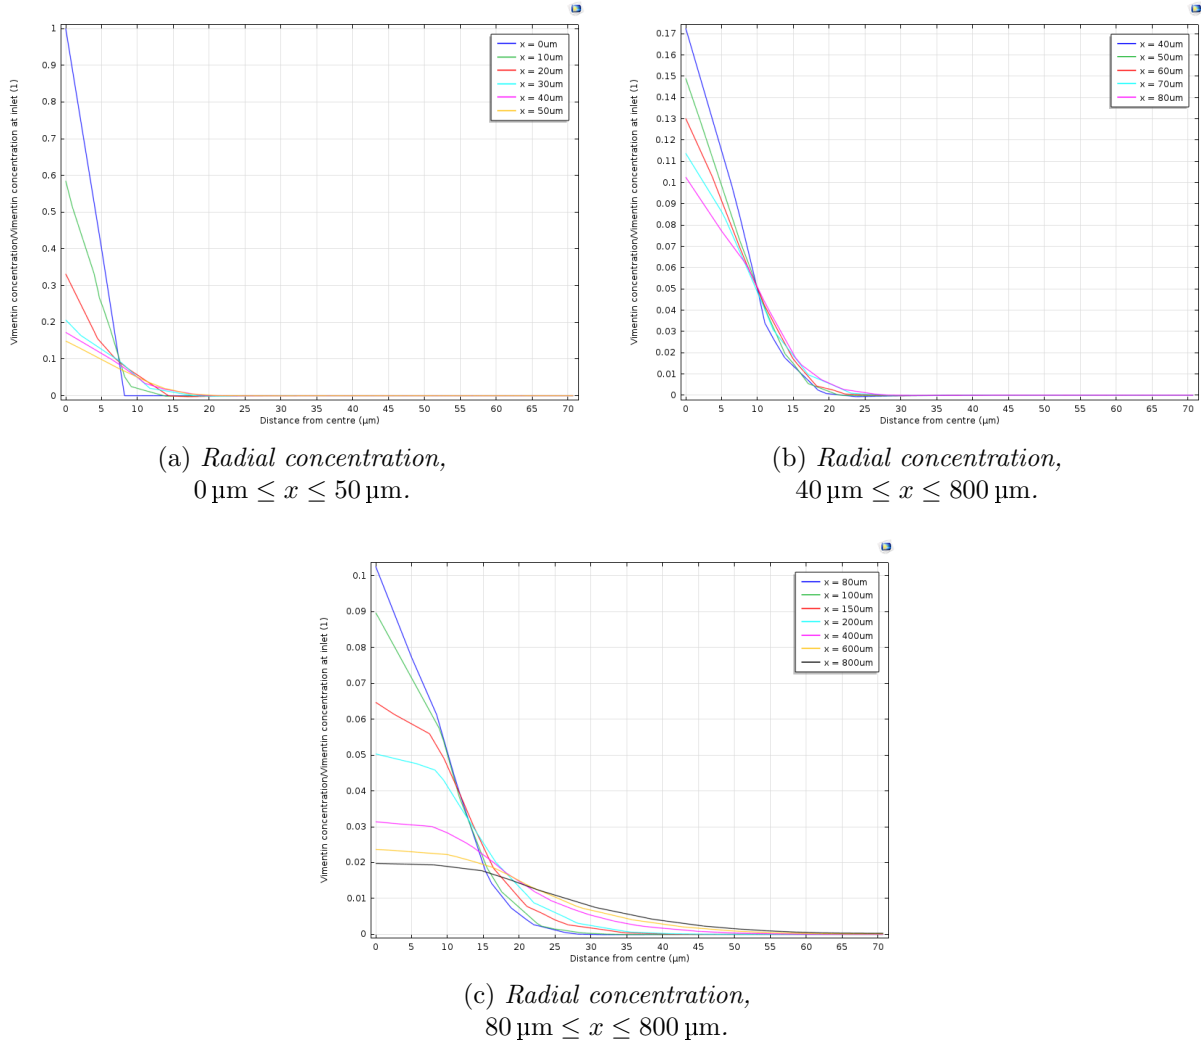 Vimentin concentration/Vimentin concentration at inlet (1)
1
0.9
0.8
0.7
0.6
0.5
0.4
0.3
0.2
0.1
0
0 5 10 15 20 25 30 35 40 45 50 55 60 65 70
Distance from centre (µm)
x = 0um
x = 10um
x = 20um
x = 30um
x = 40um
x = 50um
(a) Radial concentration,
0 µm ≤ x ≤ 50 µm.
Vimentin concentration/Vimentin concentration at inlet (1)
0.17
0.16
0.15
0.14
0.13
0.12
0.11
0.1
0.09
0.08
0.07
0.06
0.05
0.04
0.03
0.02
0.01
0
0 5 10 15 20 25 30 35 40 45 50 55 60 65 70
Distance from centre (µm)
x = 40um
x = 50um
x = 60um
x = 70um
x = 80um
(b) Radial concentration,
40 µm ≤ x ≤ 800 µm.
Vimentin concentration/Vimentin concentration at inlet (1)
0.1
0.09
0.08
0.07
0.06
0.05
0.04
0.03
0.02
0.01
0
0 5 10 15 20 25 30 35 40 45 50 55 60 65 70
Distance from centre (µm)
x = 80um
x = 100um
x = 150um
x = 200um
x = 400um
x = 600um
x = 800um
(c) Radial concentration,
80 µm ≤ x ≤ 800 µm.